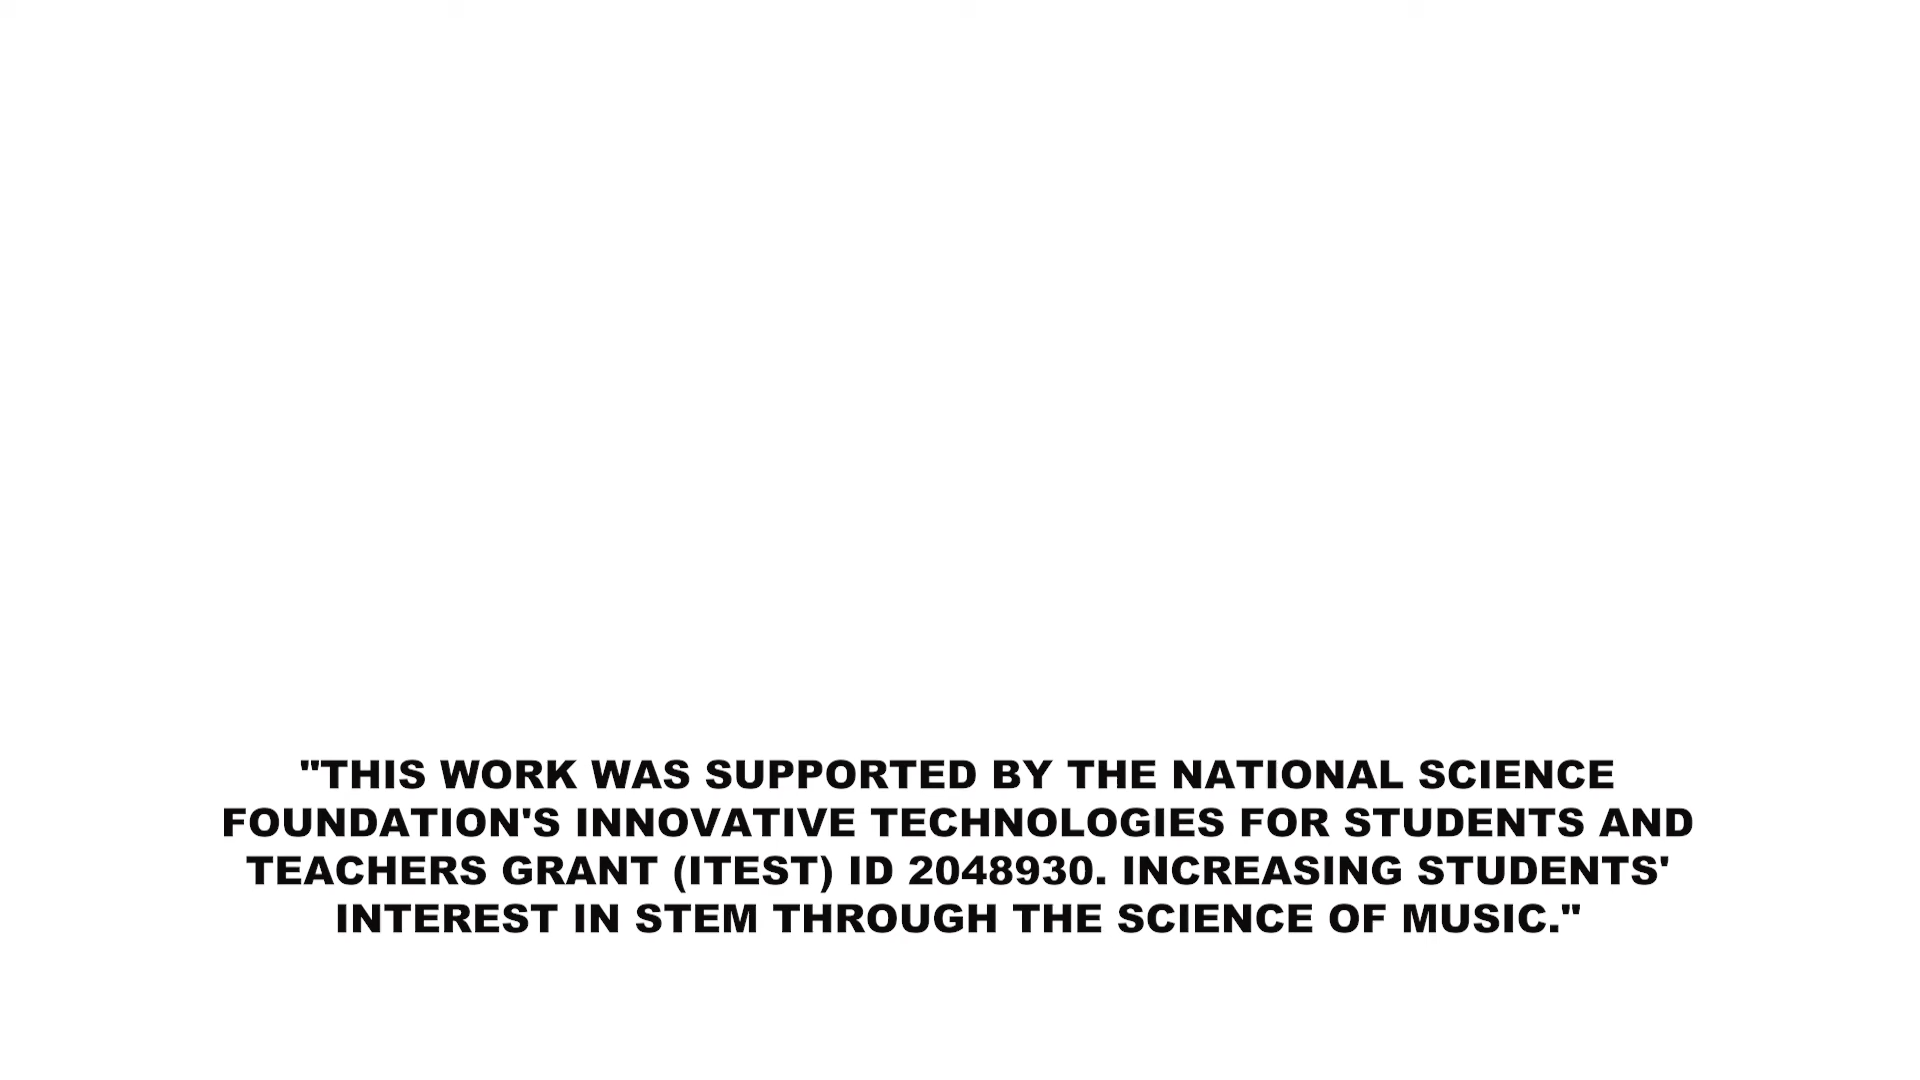 "THIS WORK WAS SUPPORTED BY THE NATIONAL SCIENCE
FOUNDATION'S INNOVATIVE TECHNOLOGIES FOR STUDENTS AND
TEACHERS GRANT (ITEST) ID 2048930. INCREASING STUDENTS'
INTEREST IN STEM THROUGH THE SCIENCE OF MUSIC."